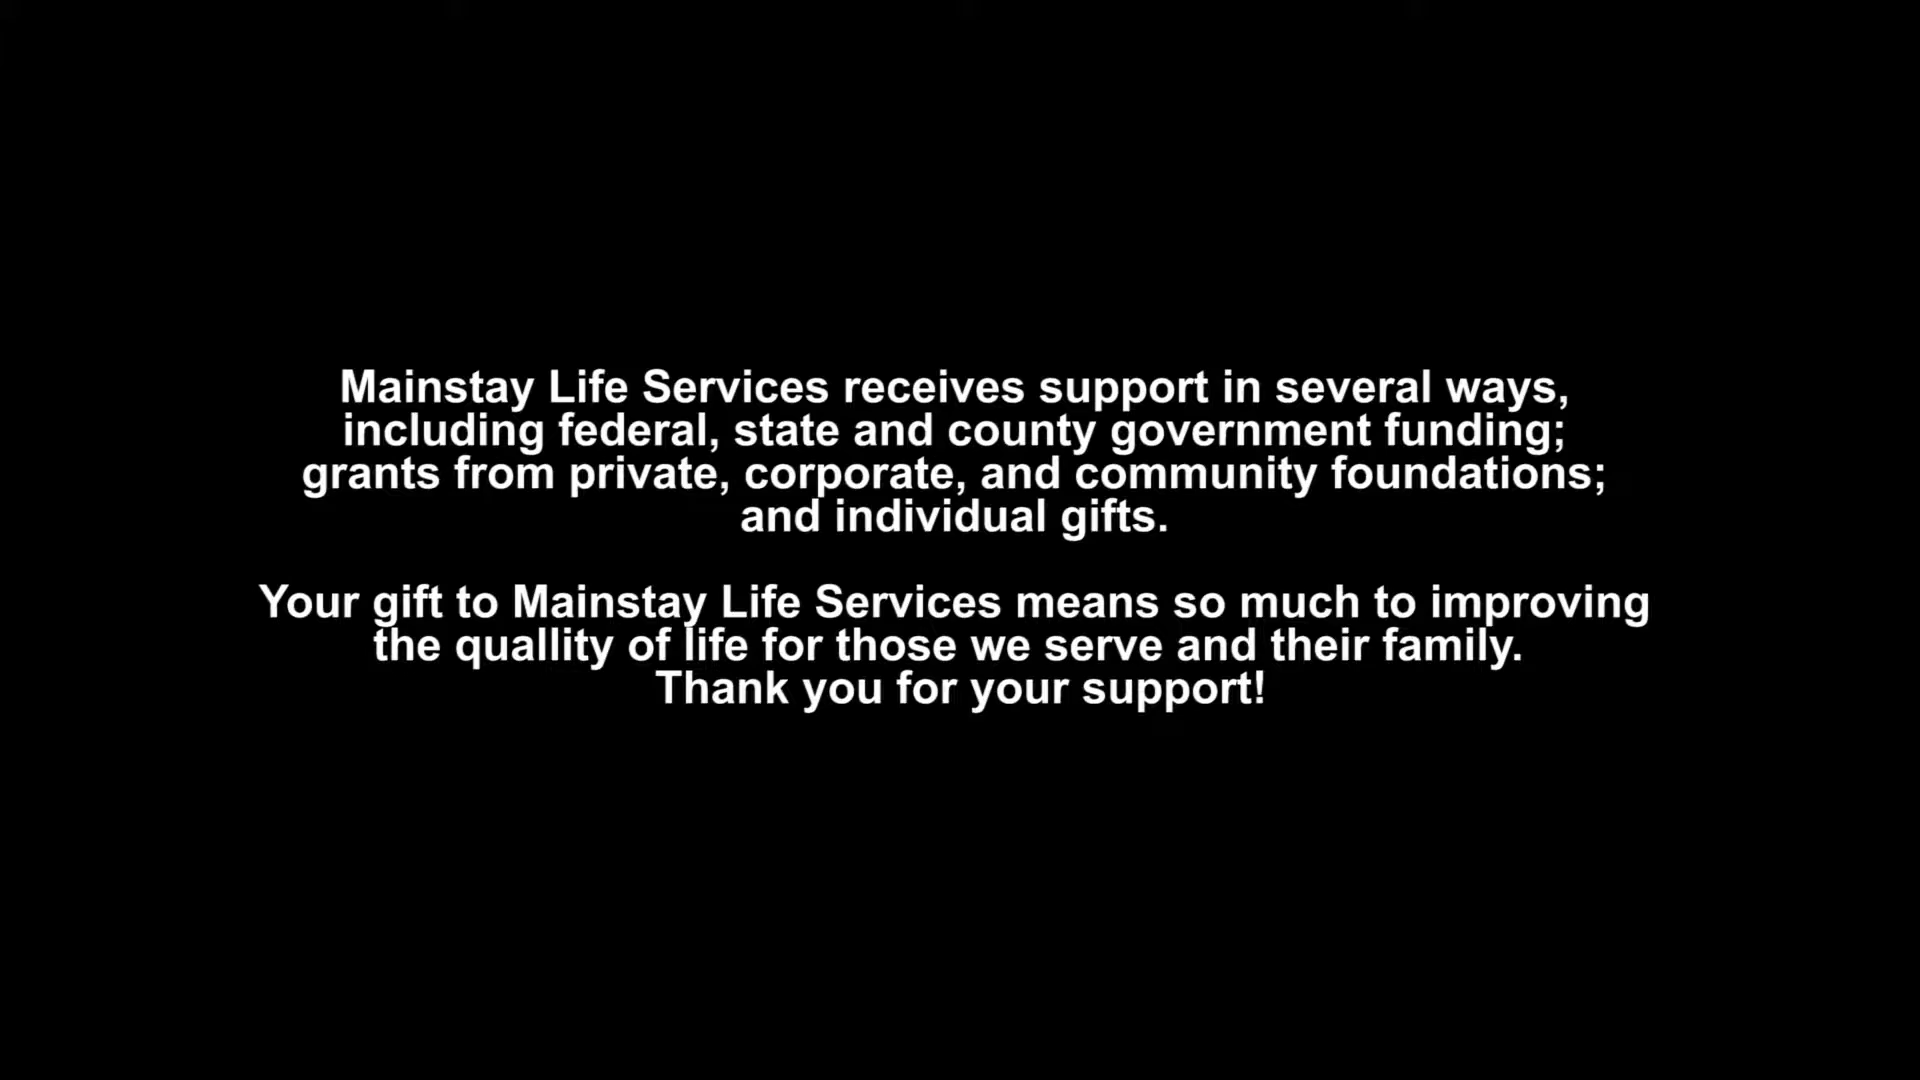 Mainstay Life Services receives support in several ways,
including federal, state and county government funding;
grants from private, corporate, and community foundations;
and individual gifts.
Your gift to Mainstay Life Services means so much to improving
the quallity of life for those we serve and their family.
Thank you for your support!